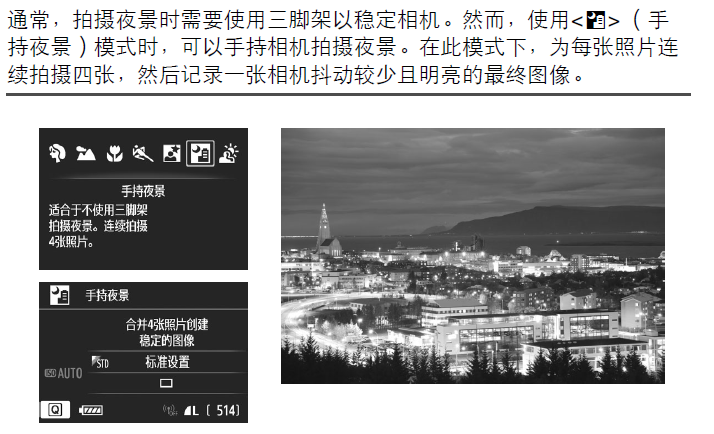 通常，拍摄夜景时需要使用三脚架以稳定相机。然而，使用<>（手
持夜景）模式时，可以手持相机拍摄夜景。在此模式下，为每张照片连
续拍摄四张，然后记录一张相机抖动较少且明亮的最终图像。
手持夜景
适合于不使用三脚架
拍摄夜景。连续拍摄
4张照片。
手持夜景
合并4张照片创建
稳定的图像
STD 标准设置
ISO AUTO
Q L ( 514)